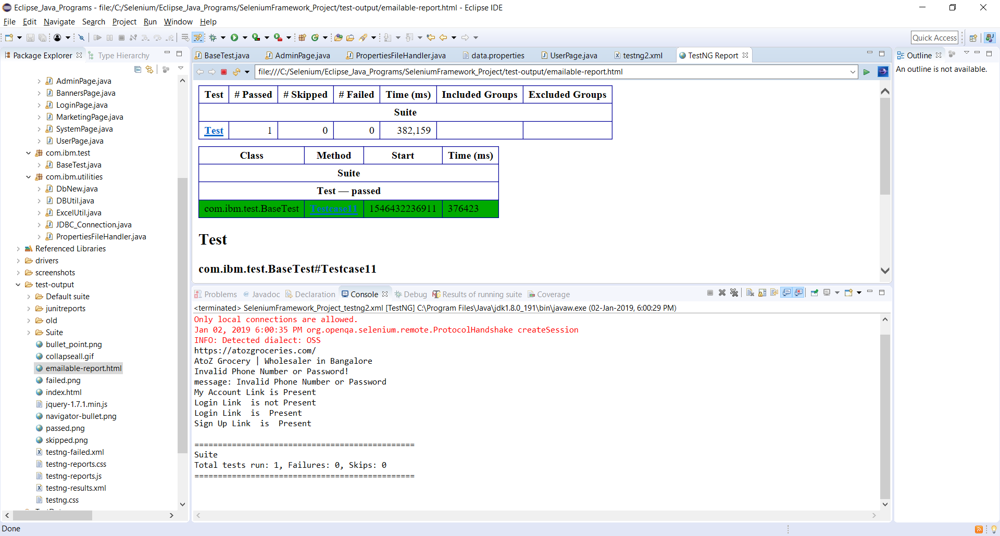 Eclipse_Java_Programs - file:/C:/Selenium/Eclipse_Java_Programs/SeleniumFramework_Project/test-output/emailable-report.html - Eclipse IDE
File Edit Navigate Search Project Run Window Help
Quick Access
Package Explorer Type Hierarchy
AdminPage.java
BannersPage.java
LoginPage.java
MarketingPage.java
SystemPage.java
UserPage.java
com.ibm.test
BaseTest.java
com.ibm.utilities
DbNew.java
DBUtil.java
ExcelUtil.java
JDBC_Connection.java
PropertiesFileHandler.java
Referenced Libraries
drivers
screenshots
test-output
Default suite
junitreports
old
Suite
bullet_point.png
collapseall.gif
emailable-report.html
failed.png
index.html
jquery-1.7.1.min.js
navigator-bullet.png
passed.png
skipped.png
testng-failed.xml
testng-reports.css
testng-reports.js
testng-results.xml
testng.css
BaseTest.java AdminPage.java PropertiesFileHandler.java data.properties UserPage.java testng2.xml TestNG Report
file:///C:/Selenium/Eclipse_Java_Programs/SeleniumFramework_Project/test-output/emailable-report.html
Test # Passed # Skipped # Failed Time (ms) Included Groups Excluded Groups
Suite
Test 1 0 0 382,159
Class Method Start Time (ms)
Suite
Test — passed
com.ibm.test.BaseTest Testcase11 1546432236911 376423
Test
com.ibm.test.BaseTest#Testcase11
Problems @ Javadoc Declaration Console Debug Results of running suite Coverage
<terminated> SeleniumFramework_Project_testng2.xml [TestNG] C:\Program Files\Java\jdk1.8.0_191\bin\javaw.exe (02-Jan-2019, 6:00:29 PM)
Only local connections are allowed.
Jan 02, 2019 6:00:35 PM org.openqa.selenium.remote.ProtocolHandshake createSession
INFO: Detected dialect: OSS
https://atozgroceries.com/
AtoZ Grocery | Wholesaler in Bangalore
Invalid Phone Number or Password!
message: Invalid Phone Number or Password
My Account Link is Present
Login Link  is not Present
Login Link  is  Present
Sign Up Link  is  Present
===============================================
Suite
Total tests run: 1, Failures: 0, Skips: 0
===============================================
Outline
An outline is not available.
Done